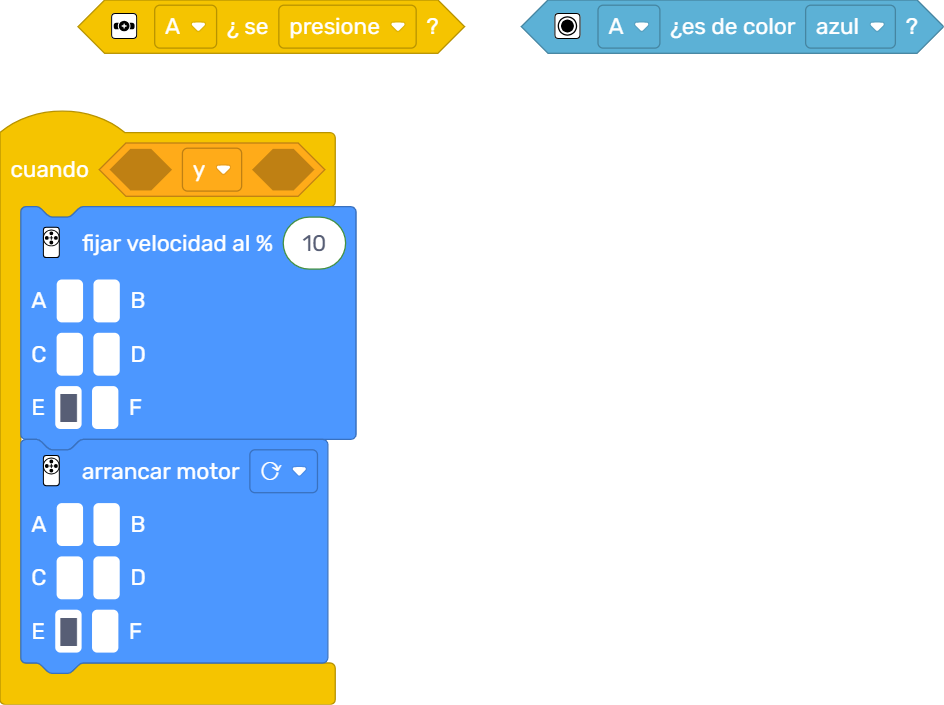 A ¿ se presione ?
A ¿es de color azul ?
cuando y
fijar velocidad al % 10
A B
C D
E F
arrancar motor
A B
C D
E F